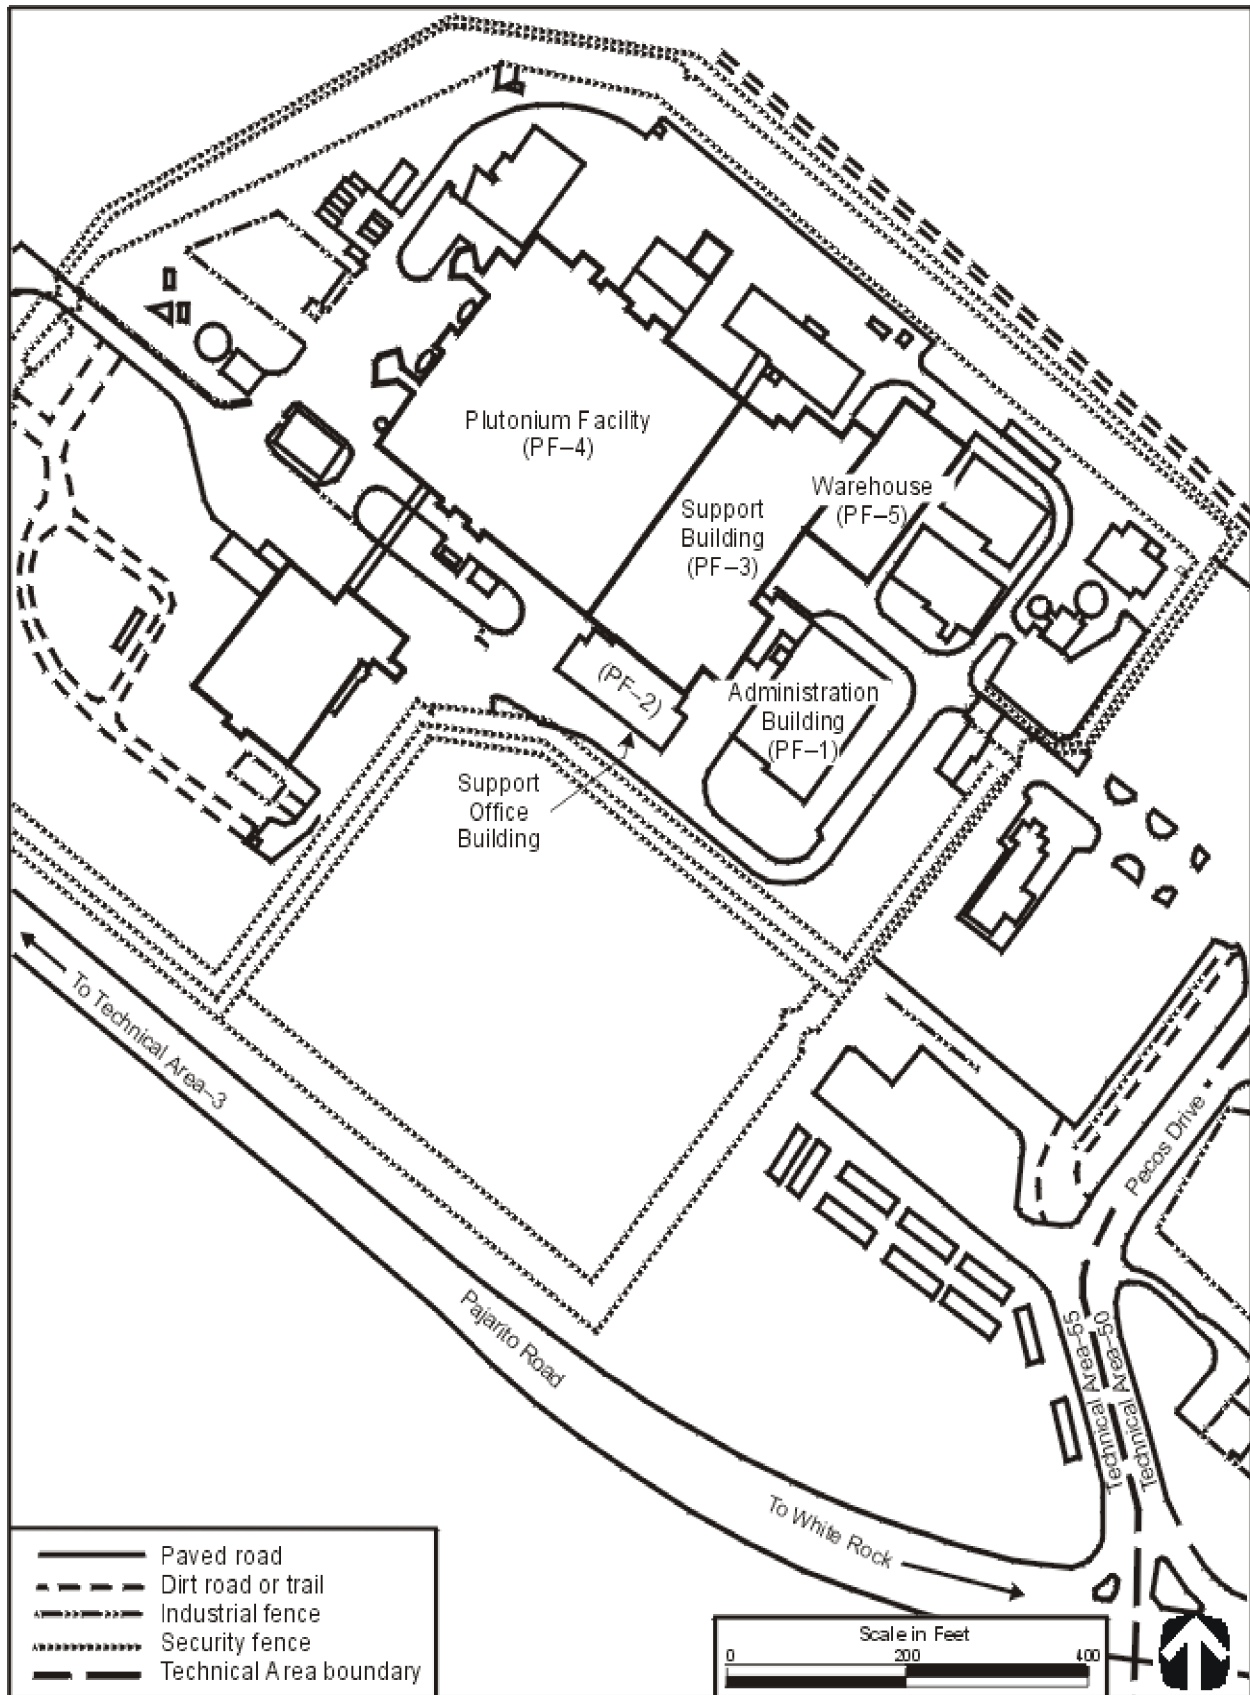 Plutonium Facility
(PF–4)
Warehouse
(PF–5)
Support
Building
(PF–3)
(PF–2)
Administration
Building
(PF–1)
Support
Office
Building
To Technical Area–3
Pecos Drive
Pajarito Road
Technical Area-55
Technical Area-50
To White Rock
Paved road
Dirt road or trail
Industrial fence
Security fence
Technical Area boundary
Scale in Feet
0 200 400